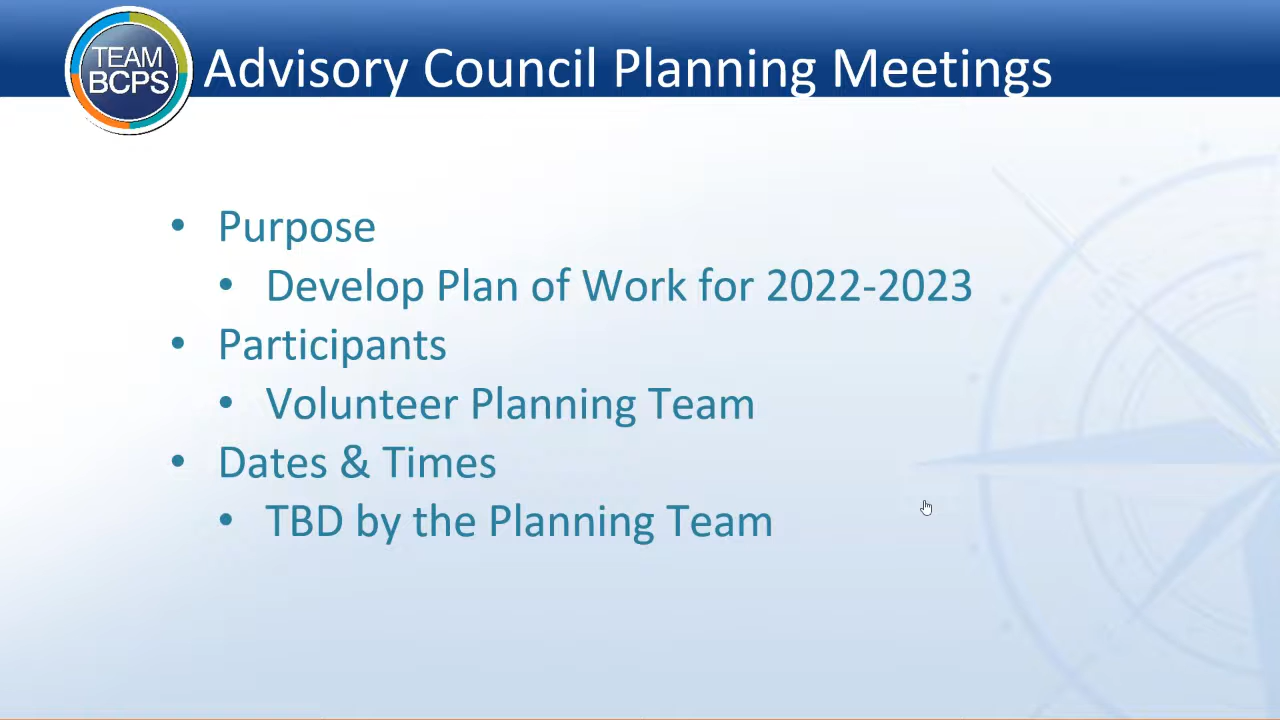 TEAM
BCPS
Advisory Council Planning Meetings
• Purpose
• Develop Plan of Work for 2022-2023
• Participants
• Volunteer Planning Team
• Dates & Times
• TBD by the Planning Team